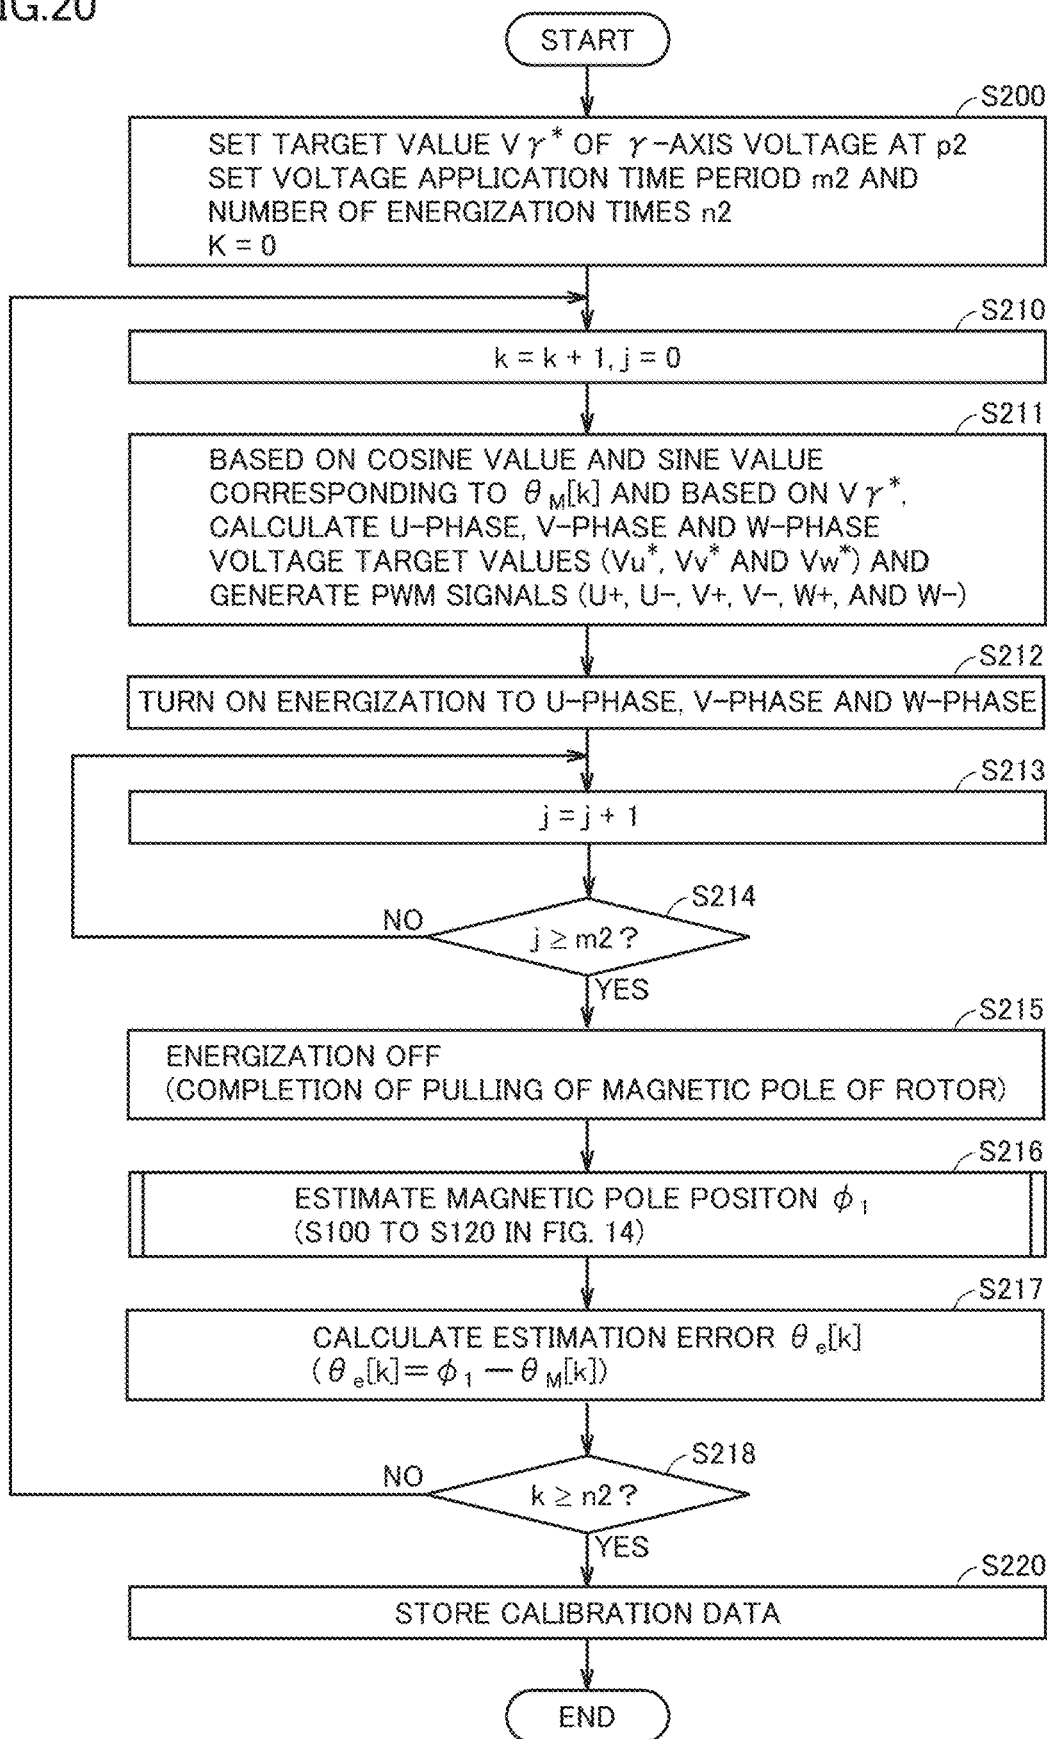 IG.20
START
S200
SET TARGET VALUE Vγ* OF γ-AXIS VOLTAGE AT p2
SET VOLTAGE APPLICATION TIME PERIOD m2 AND
NUMBER OF ENERGIZATION TIMES n2
K = 0
S210
k = k + 1, j = 0
S211
BASED ON COSINE VALUE AND SINE VALUE
CORRESPONDING TO θM[k] AND BASED ON Vγ*,
CALCULATE U-PHASE, V-PHASE AND W-PHASE
VOLTAGE TARGET VALUES (Vu*, Vv* AND Vw*) AND
GENERATE PWM SIGNALS (U+, U-, V+, V-, W+, AND W-)
S212
TURN ON ENERGIZATION TO U-PHASE, V-PHASE AND W-PHASE
S213
j = j + 1
S214
NO
j ≥ m2 ?
YES
S215
ENERGIZATION OFF
(COMPLETION OF PULLING OF MAGNETIC POLE OF ROTOR)
S216
ESTIMATE MAGNETIC POLE POSITON φ1
(S100 TO S120 IN FIG. 14)
S217
CALCULATE ESTIMATION ERROR θe[k]
(θe[k]=φ1 — θM[k])
S218
NO
k ≥ n2 ?
YES
S220
STORE CALIBRATION DATA
END